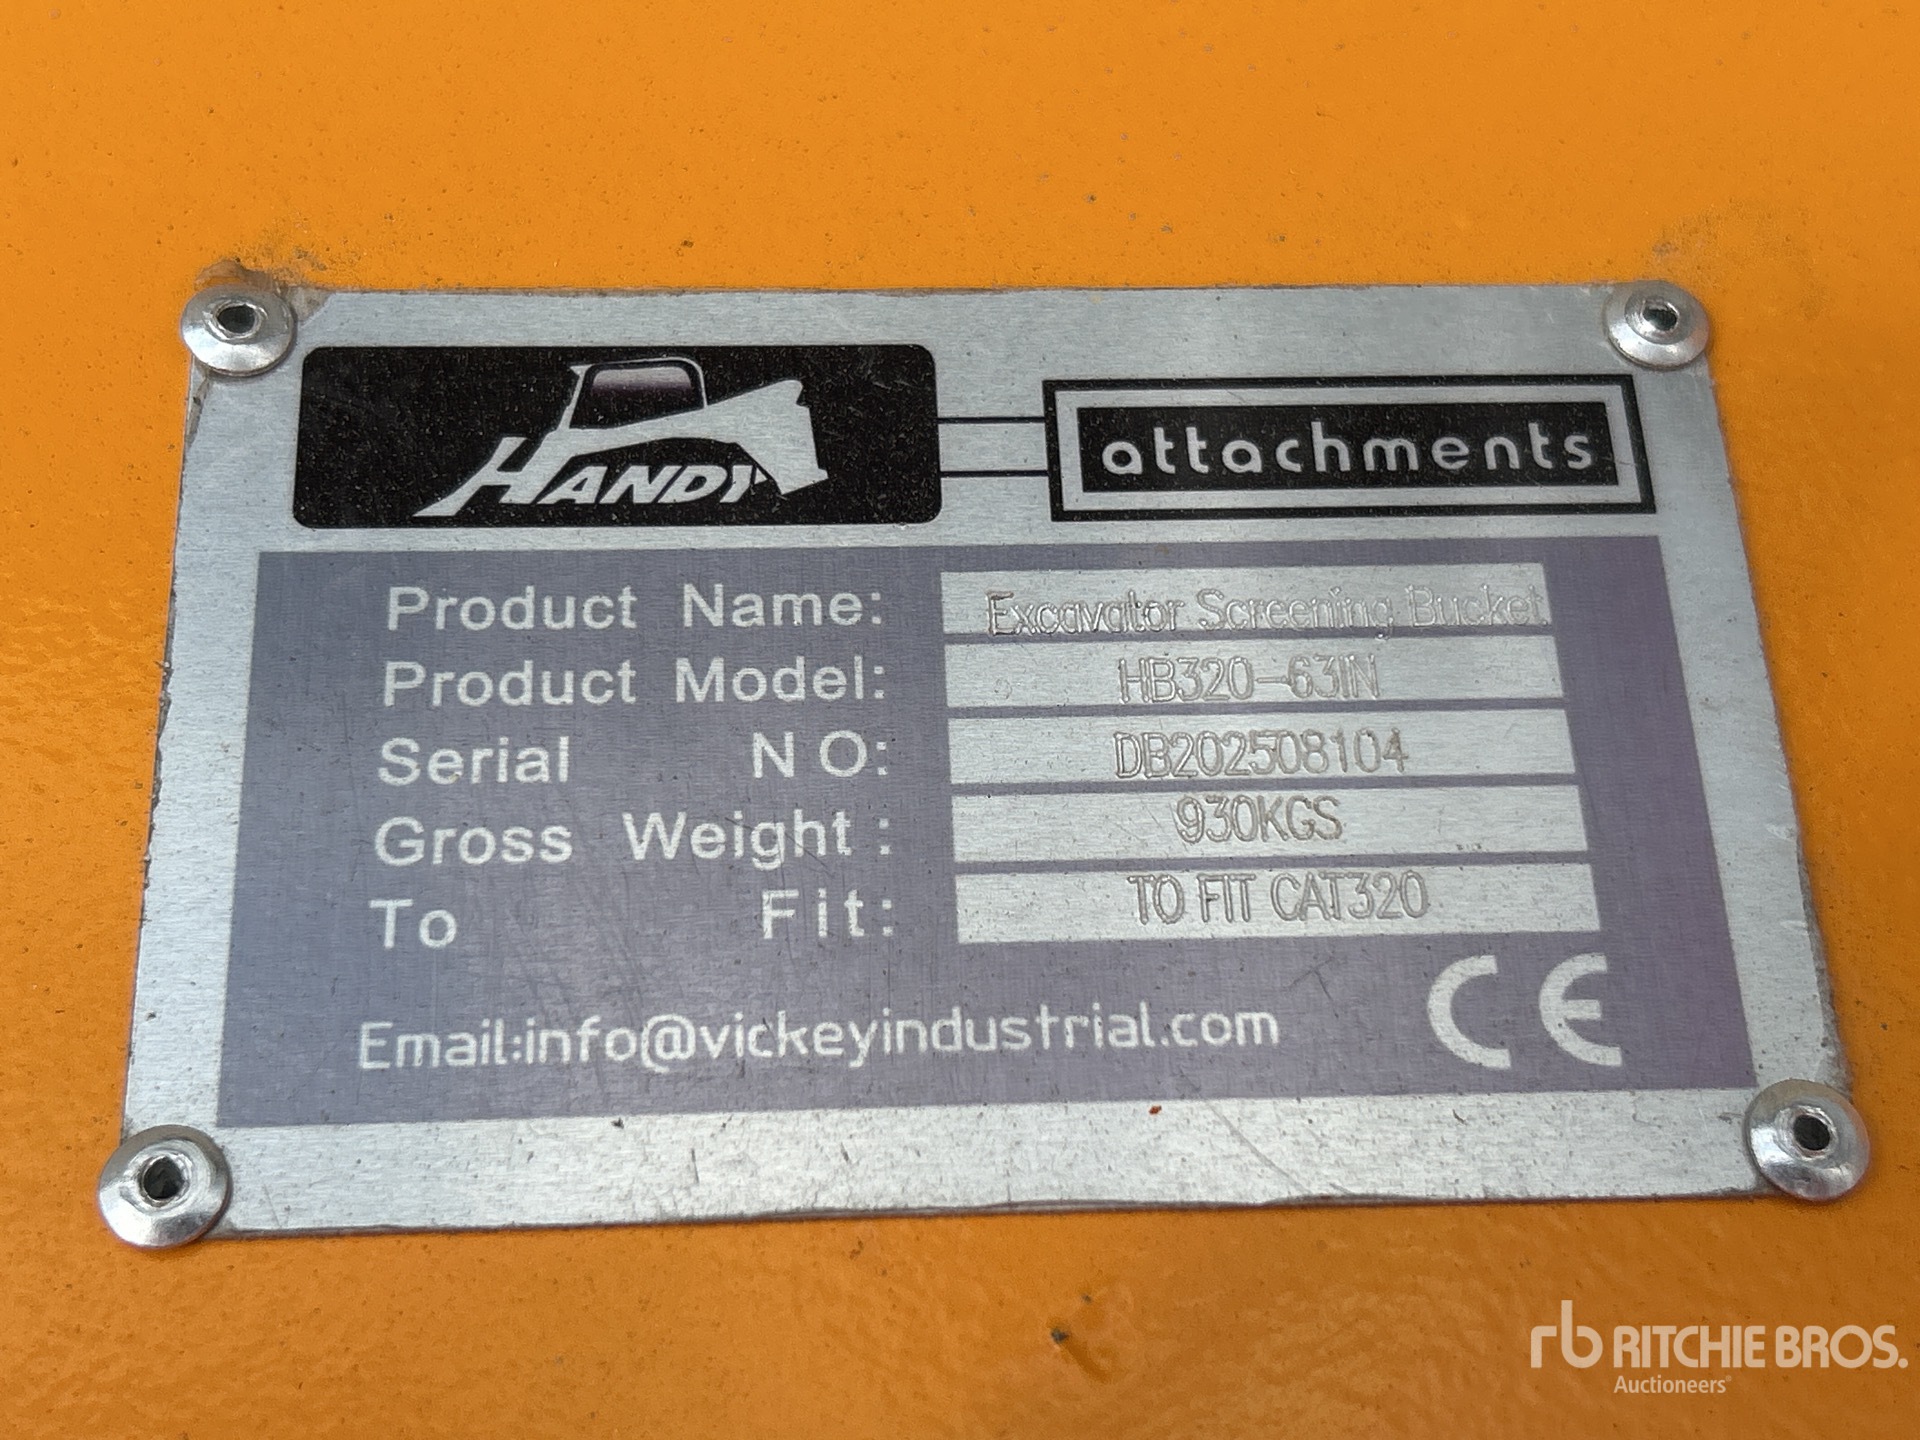 HANDY
attachments
Product Name: Excavator Screening Bucket
Product Model: HB320-63IN
Serial NO: DB202508104
Gross Weight: 930KGS
To Fit: TO FIT CAT320
Email:info@vickeyindustrial.com CE
rb RITCHIE BROS.
Auctioneers